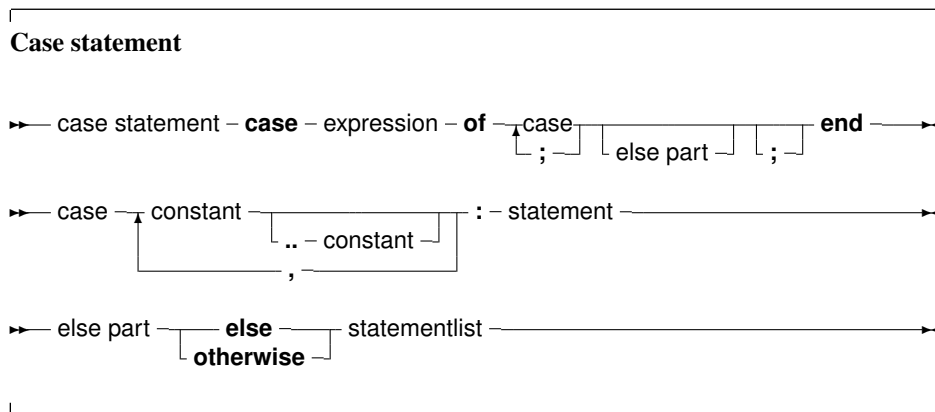 Case statement
case statement case expression of case end
; else part ;
case constant : statement
.. constant
,
else part else statementlist
otherwise